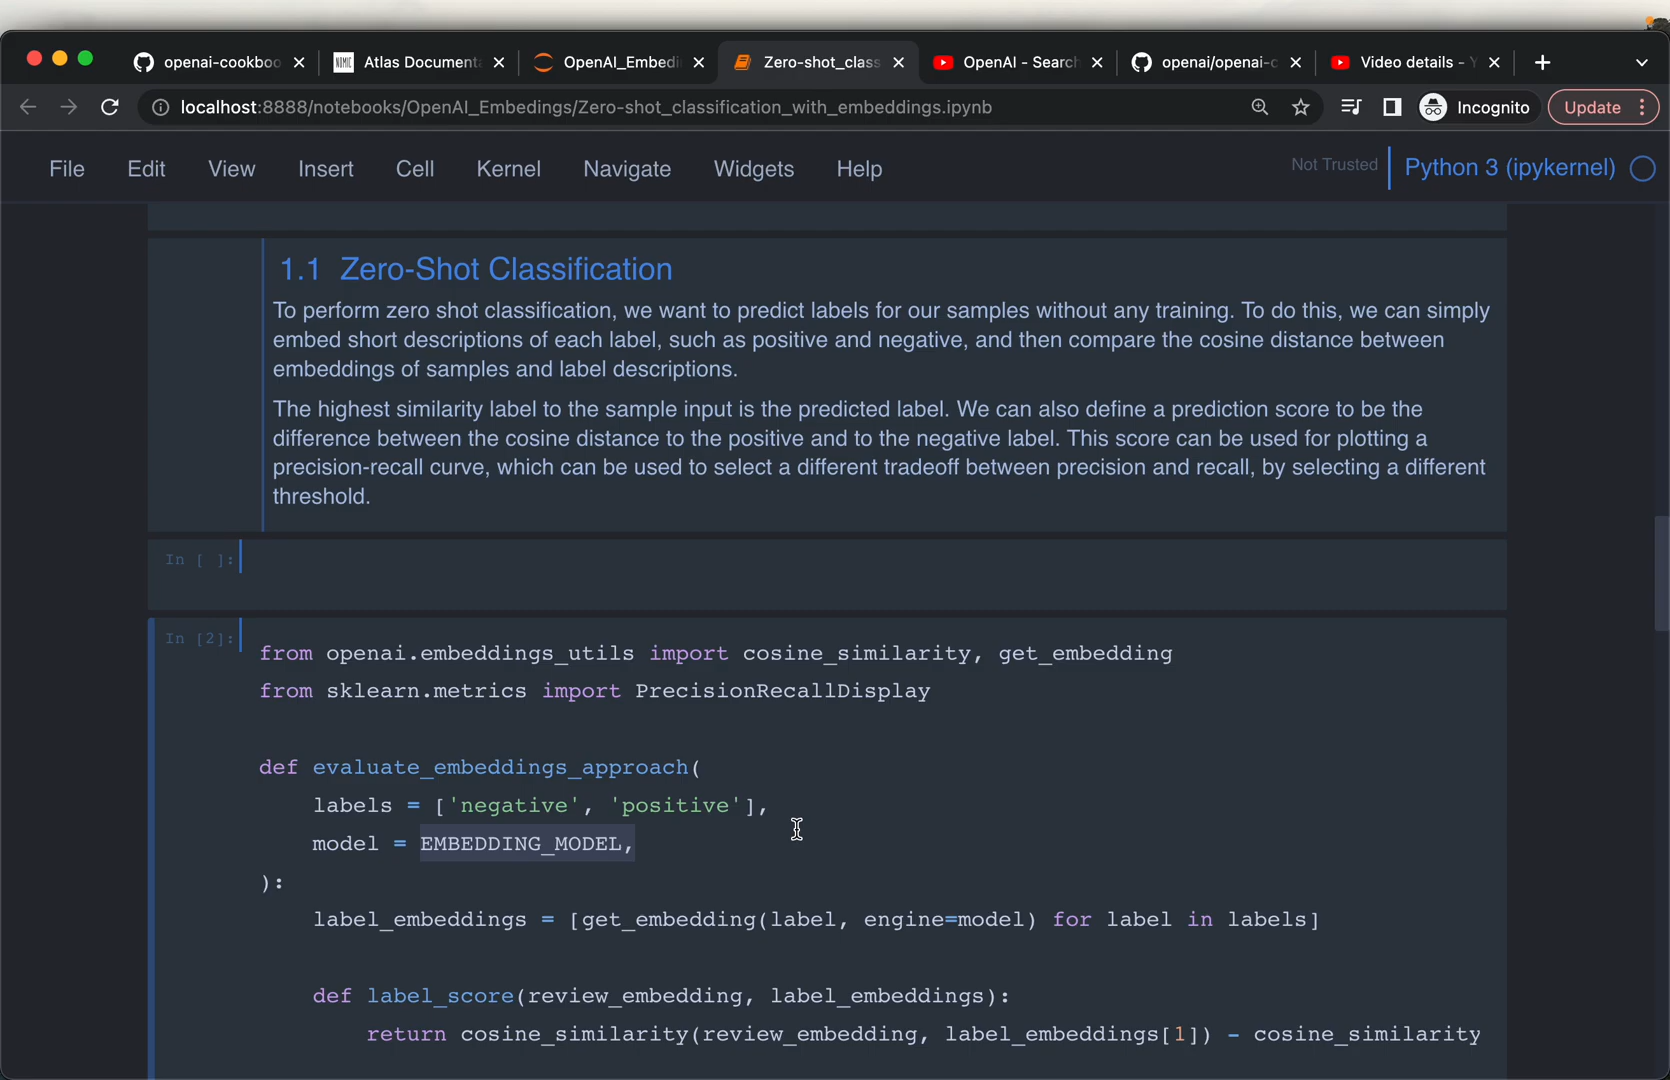 openai-cookboo
Atlas Documenta
OpenAI_Embedi
Zero-shot_class
OpenAI - Search
openai/openai-c
Video details - Y
localhost:8888/notebooks/OpenAI_Embedings/Zero-shot_classification_with_embeddings.ipynb
Incognito
Update
File Edit View Insert Cell Kernel Navigate Widgets Help
Not Trusted
Python 3 (ipykernel)
1.1 Zero-Shot Classification
To perform zero shot classification, we want to predict labels for our samples without any training. To do this, we can simply
embed short descriptions of each label, such as positive and negative, and then compare the cosine distance between
embeddings of samples and label descriptions.
The highest similarity label to the sample input is the predicted label. We can also define a prediction score to be the
difference between the cosine distance to the positive and to the negative label. This score can be used for plotting a
precision-recall curve, which can be used to select a different tradeoff between precision and recall, by selecting a different
threshold.
In [ ]:
In [2]:
from openai.embeddings_utils import cosine_similarity, get_embedding
from sklearn.metrics import PrecisionRecallDisplay
def evaluate_embeddings_approach(
labels = ['negative', 'positive'],
model = EMBEDDING_MODEL,
):
label_embeddings = [get_embedding(label, engine=model) for label in labels]
def label_score(review_embedding, label_embeddings):
return cosine_similarity(review_embedding, label_embeddings[1]) - cosine_similarity